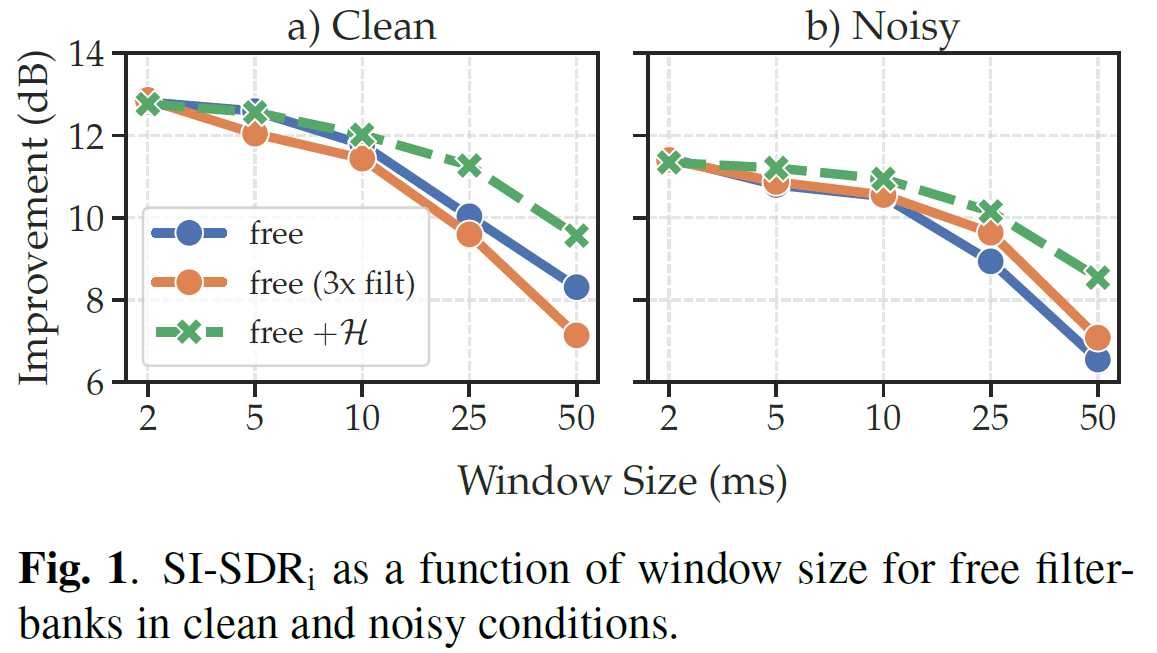 a) Clean
b) Noisy
Improvement (dB)
14
12
10
8
6
free
free (3x filt)
free +ℋ
2 5 10 25 50
2 5 10 25 50
Window Size (ms)
Fig. 1. SI-SDRi as a function of window size for free filter-
banks in clean and noisy conditions.